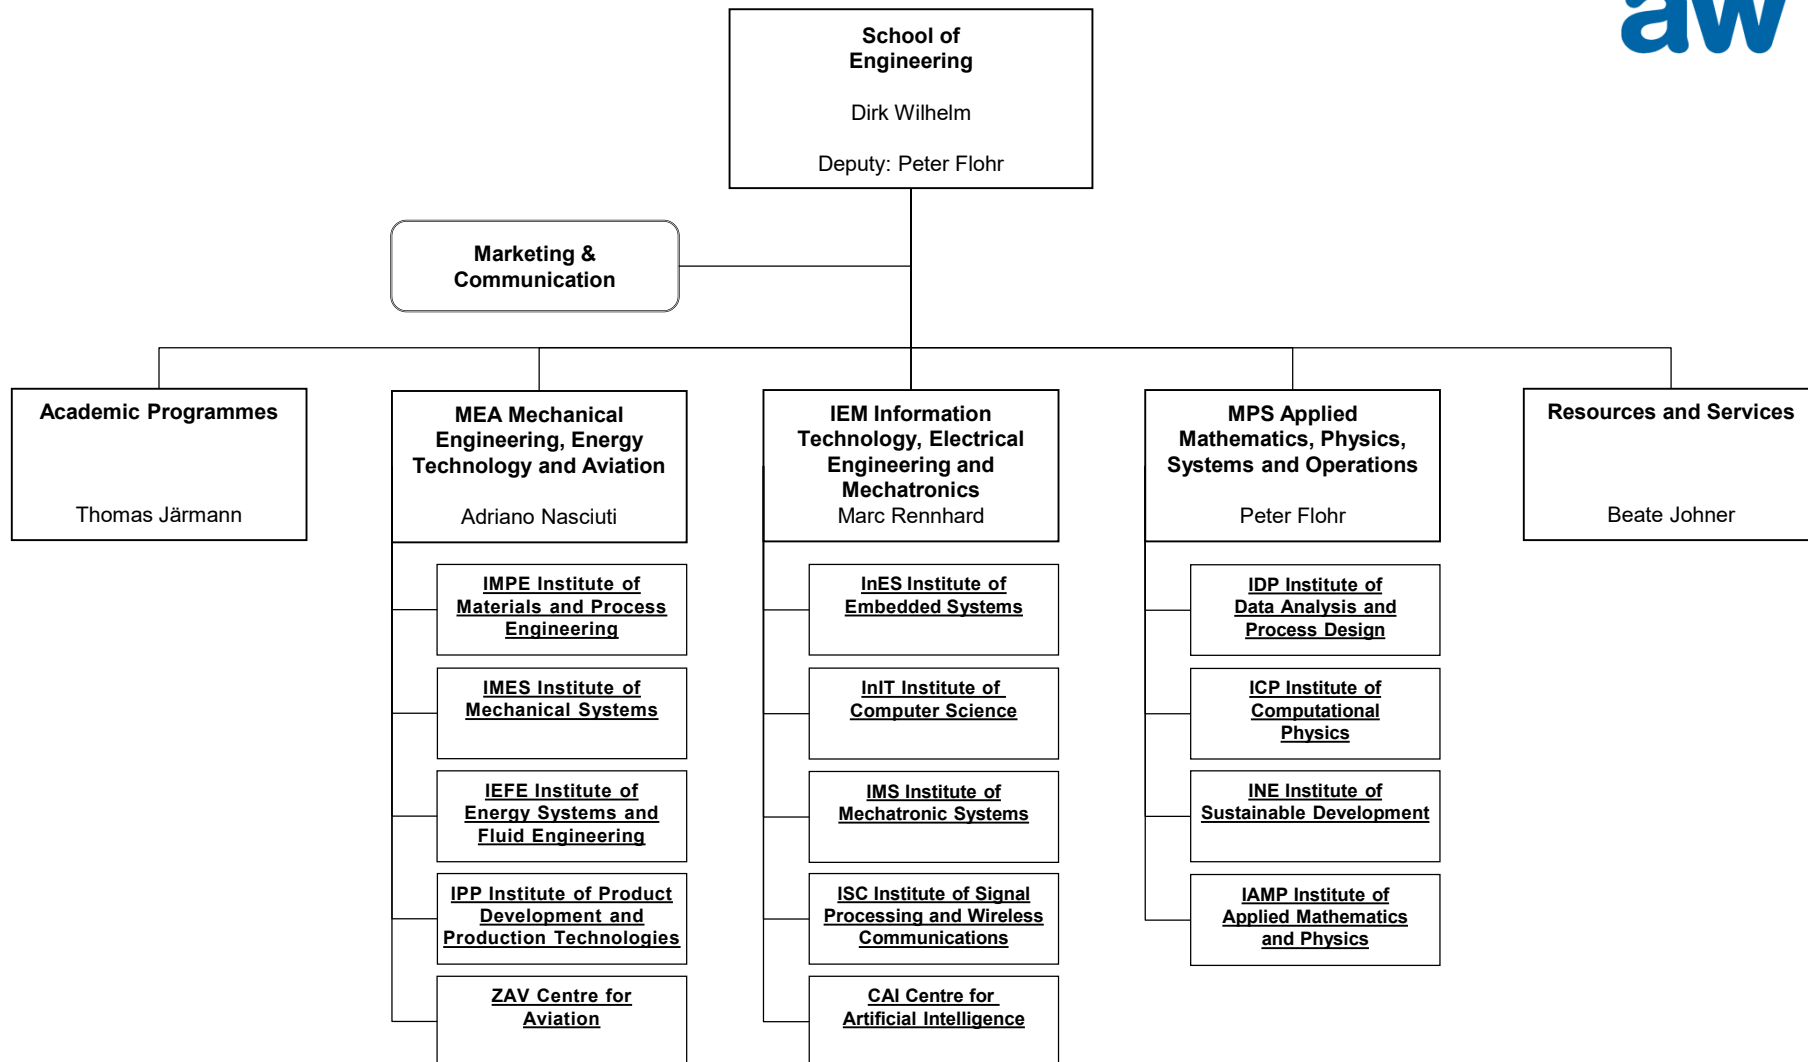 aw
School of
Engineering
Dirk Wilhelm
Deputy: Peter Flohr
Marketing &
Communication
Academic Programmes
Thomas Järmann
MEA Mechanical
Engineering, Energy
Technology and Aviation
Adriano Nasciuti
IMPE Institute of
Materials and Process
Engineering
IMES Institute of
Mechanical Systems
IEFE Institute of
Energy Systems and
Fluid Engineering
IPP Institute of Product
Development and
Production Technologies
ZAV Centre for
Aviation
IEM Information
Technology, Electrical
Engineering and
Mechatronics
Marc Rennhard
InES Institute of
Embedded Systems
InIT Institute of
Computer Science
IMS Institute of
Mechatronic Systems
ISC Institute of Signal
Processing and Wireless
Communications
CAI Centre for
Artificial Intelligence
MPS Applied
Mathematics, Physics,
Systems and Operations
Peter Flohr
IDP Institute of
Data Analysis and
Process Design
ICP Institute of
Computational
Physics
INE Institute of
Sustainable Development
IAMP Institute of
Applied Mathematics
and Physics
Resources and Services
Beate Johner